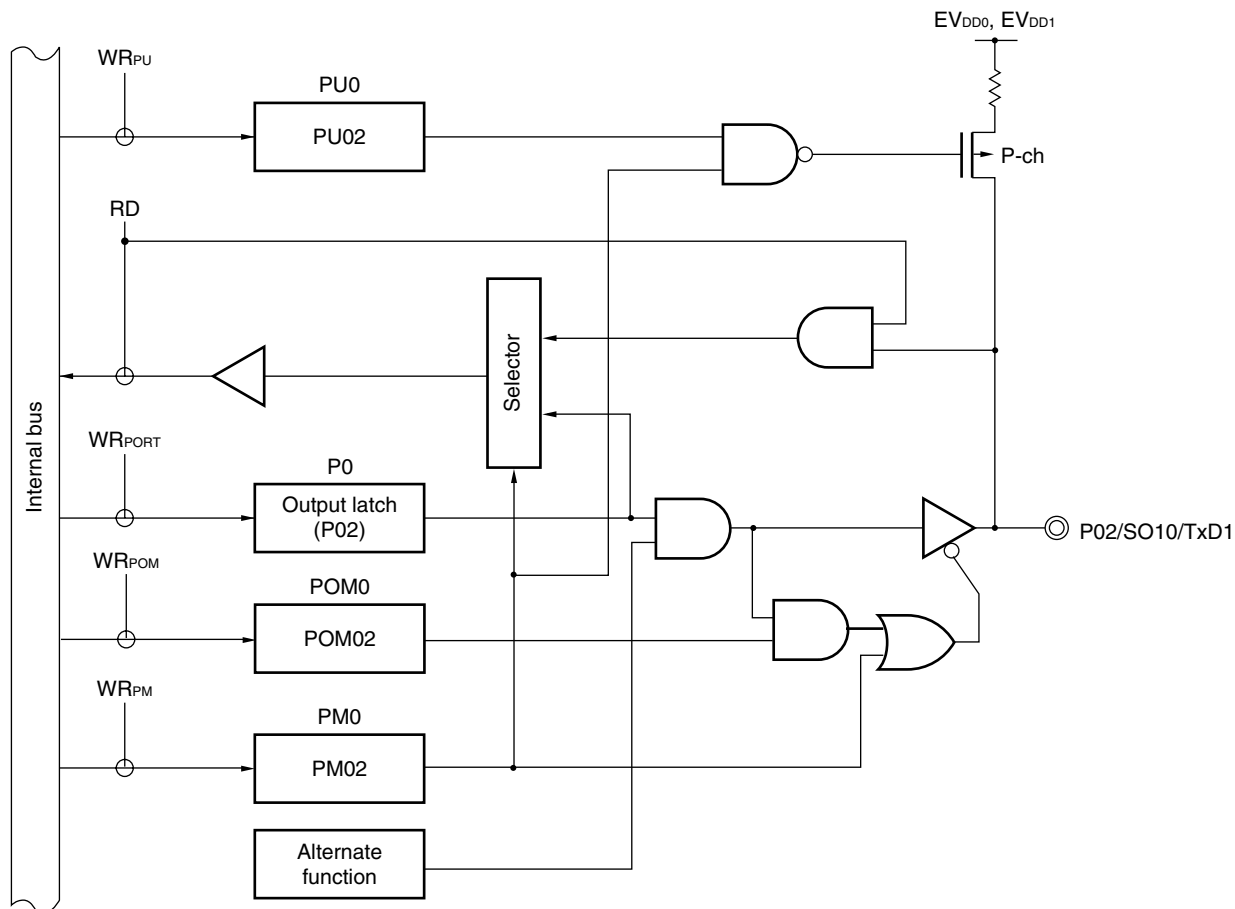 EVDD0, EVDD1
WRPU
PU0
PU02
P-ch
RD
Selector
Internal bus
WRPORT
P0
Output latch
(P02)
P02/SO10/TxD1
WRPOM
POM0
POM02
WRPM
PM0
PM02
Alternate
function